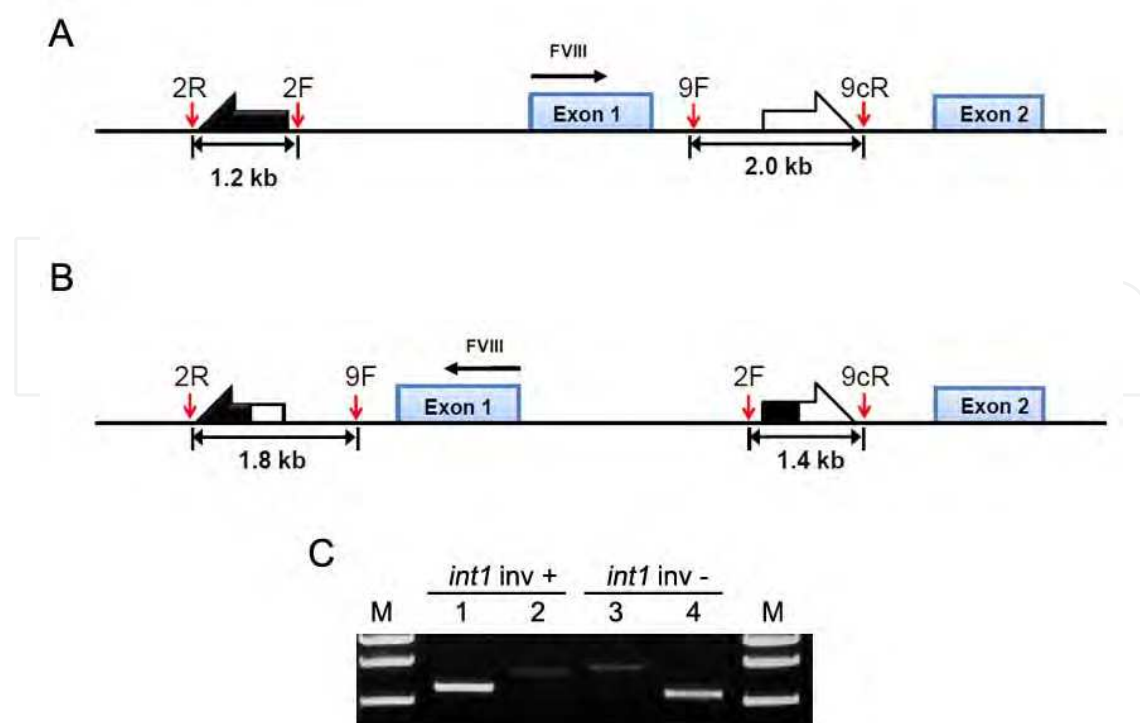 A
FVIII
2R 2F 9F 9cR
Exon 1 Exon 2
1.2 kb 2.0 kb
B
FVIII
2R 9F 2F 9cR
Exon 1 Exon 2
1.8 kb 1.4 kb
C
int1 inv + int1 inv -
M 1 2 3 4 M